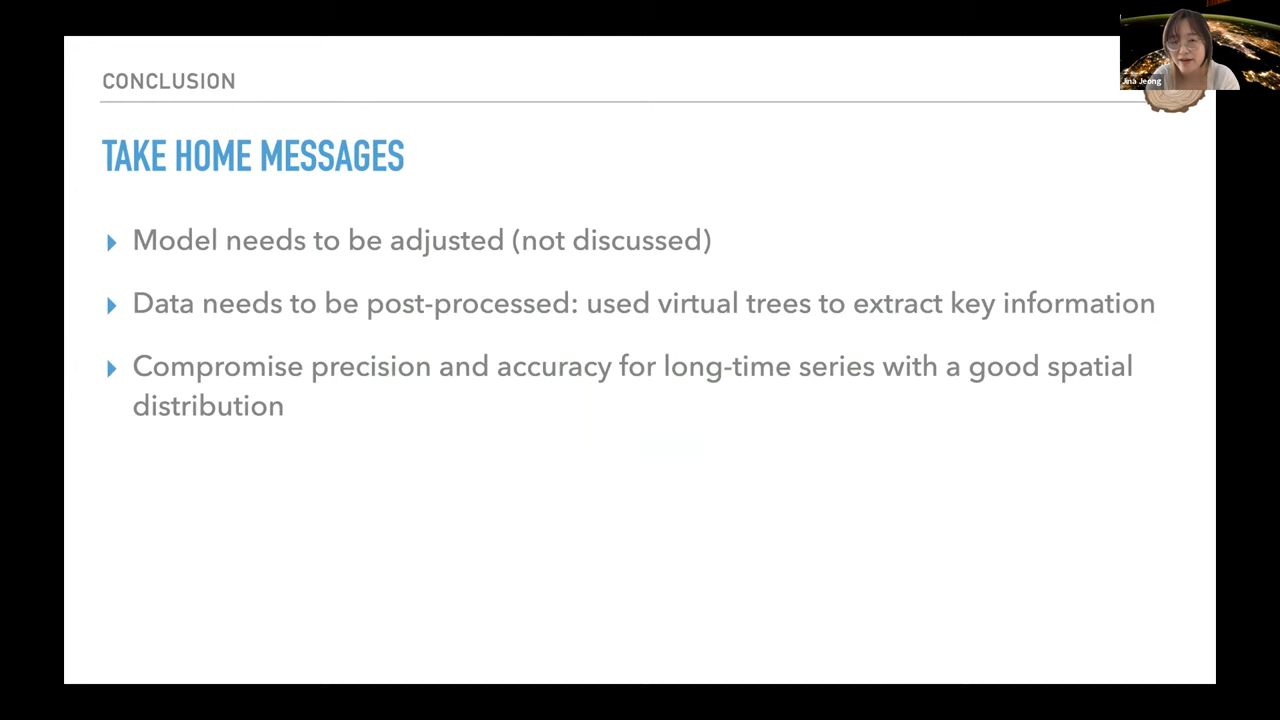 CONCLUSION
Jina Jeong
TAKE HOME MESSAGES
Model needs to be adjusted (not discussed)
Data needs to be post-processed: used virtual trees to extract key information
Compromise precision and accuracy for long-time series with a good spatial
distribution